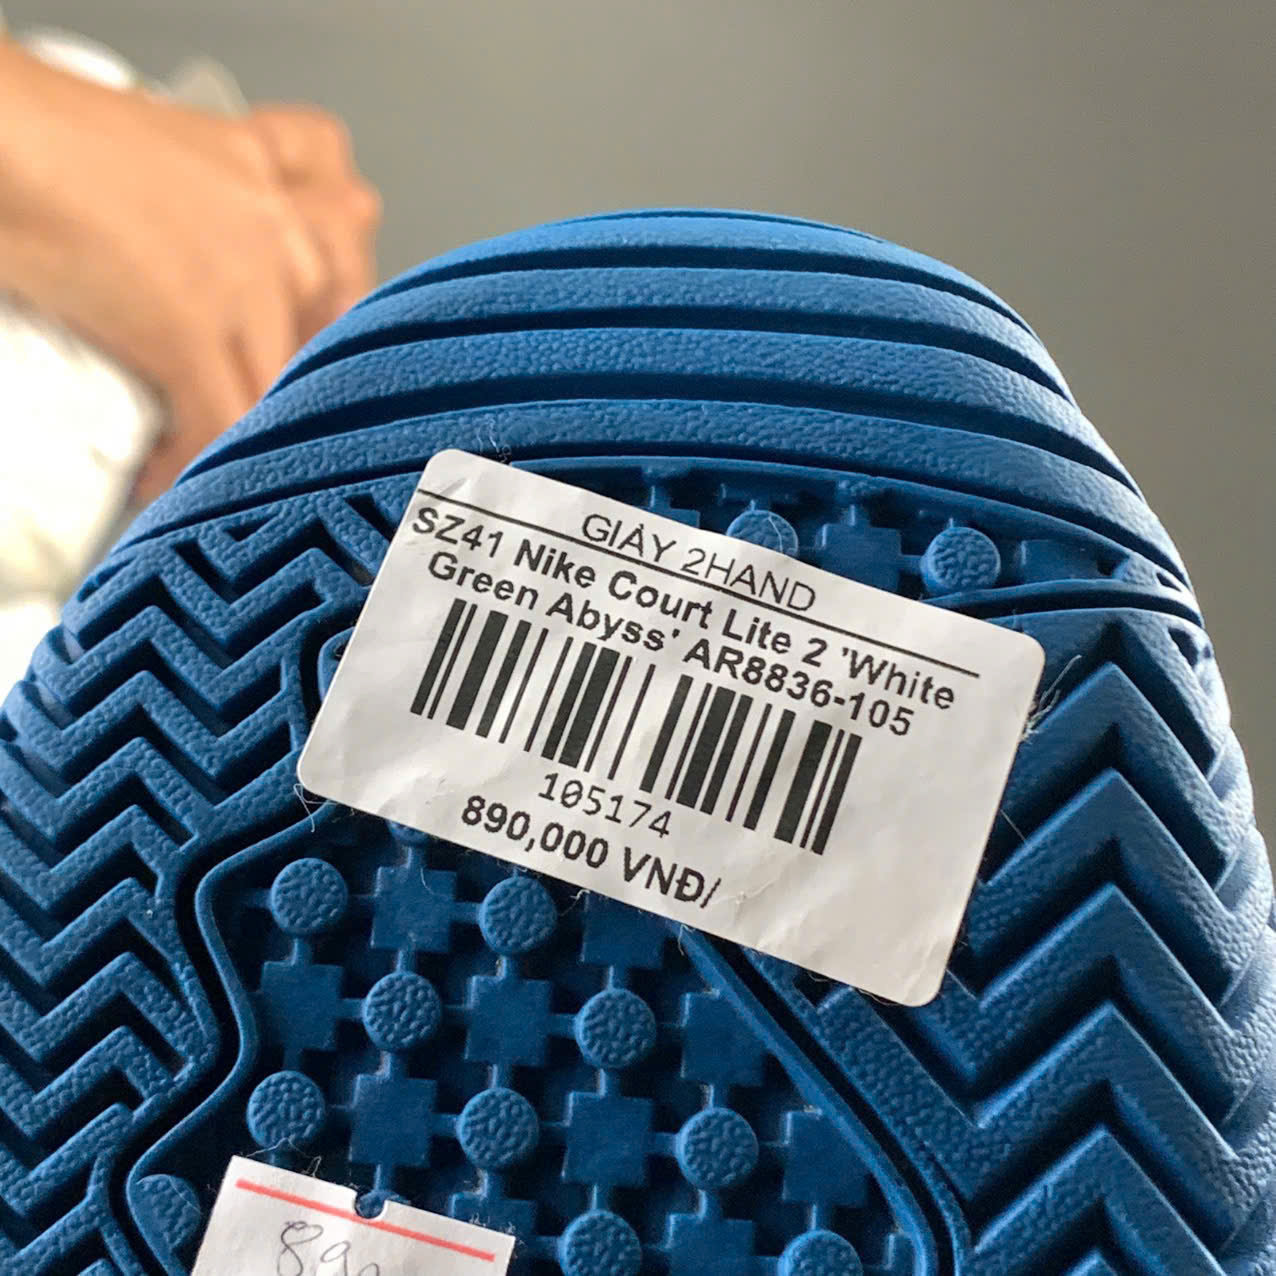 GIÀY 2HAND
SZ41 Nike Court Lite 2 'White
Green Abyss' AR8836-105
105174
890,000 VNĐ/